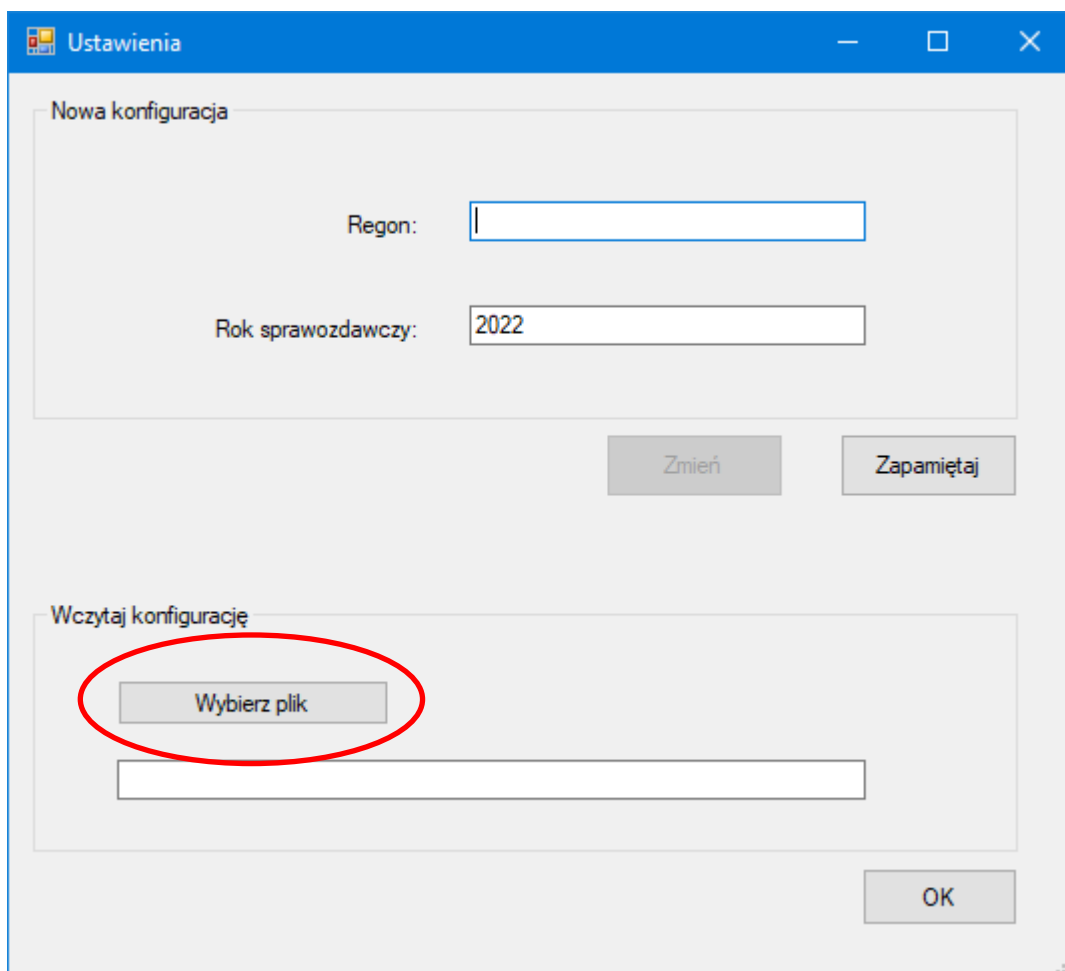 Ustawienia
Nowa konfiguracja
Regon:
Rok sprawozdawczy: 2022
Zmień Zapamiętaj
Wczytaj konfigurację
Wybierz plik
OK